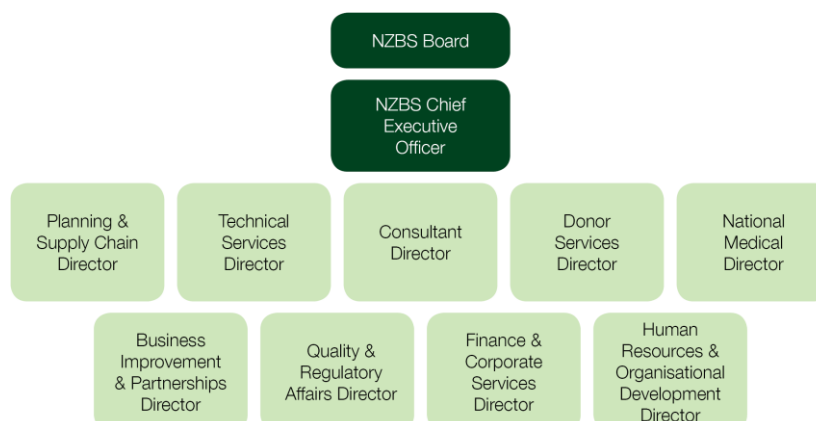 NZBS Board
NZBS Chief
Executive
Officer
Planning &
Supply Chain
Director
Technical
Services
Director
Consultant
Director
Donor
Services
Director
National
Medical
Director
Business
Improvement
& Partnerships
Director
Quality &
Regulatory
Affairs Director
Finance &
Corporate
Services
Director
Human
Resources &
Organisational
Development
Director